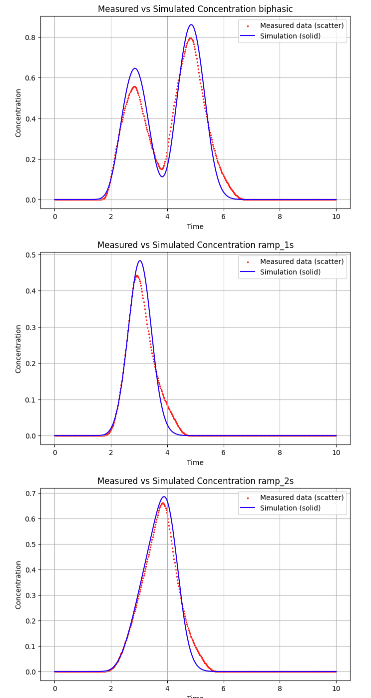 Measured vs Simulated Concentration biphasic
Measured data (scatter)
Simulation (solid)
0.8
0.6
0.4
0.2
0.0
Concentration
0 2 4 6 8 10
Time
Measured vs Simulated Concentration ramp_1s
Measured data (scatter)
Simulation (solid)
0.5
0.4
0.3
0.2
0.1
0.0
Concentration
0 2 4 6 8 10
Time
Measured vs Simulated Concentration ramp_2s
Measured data (scatter)
Simulation (solid)
0.7
0.6
0.5
0.4
0.3
0.2
0.1
0.0
Concentration
0 2 4 6 8 10
Time